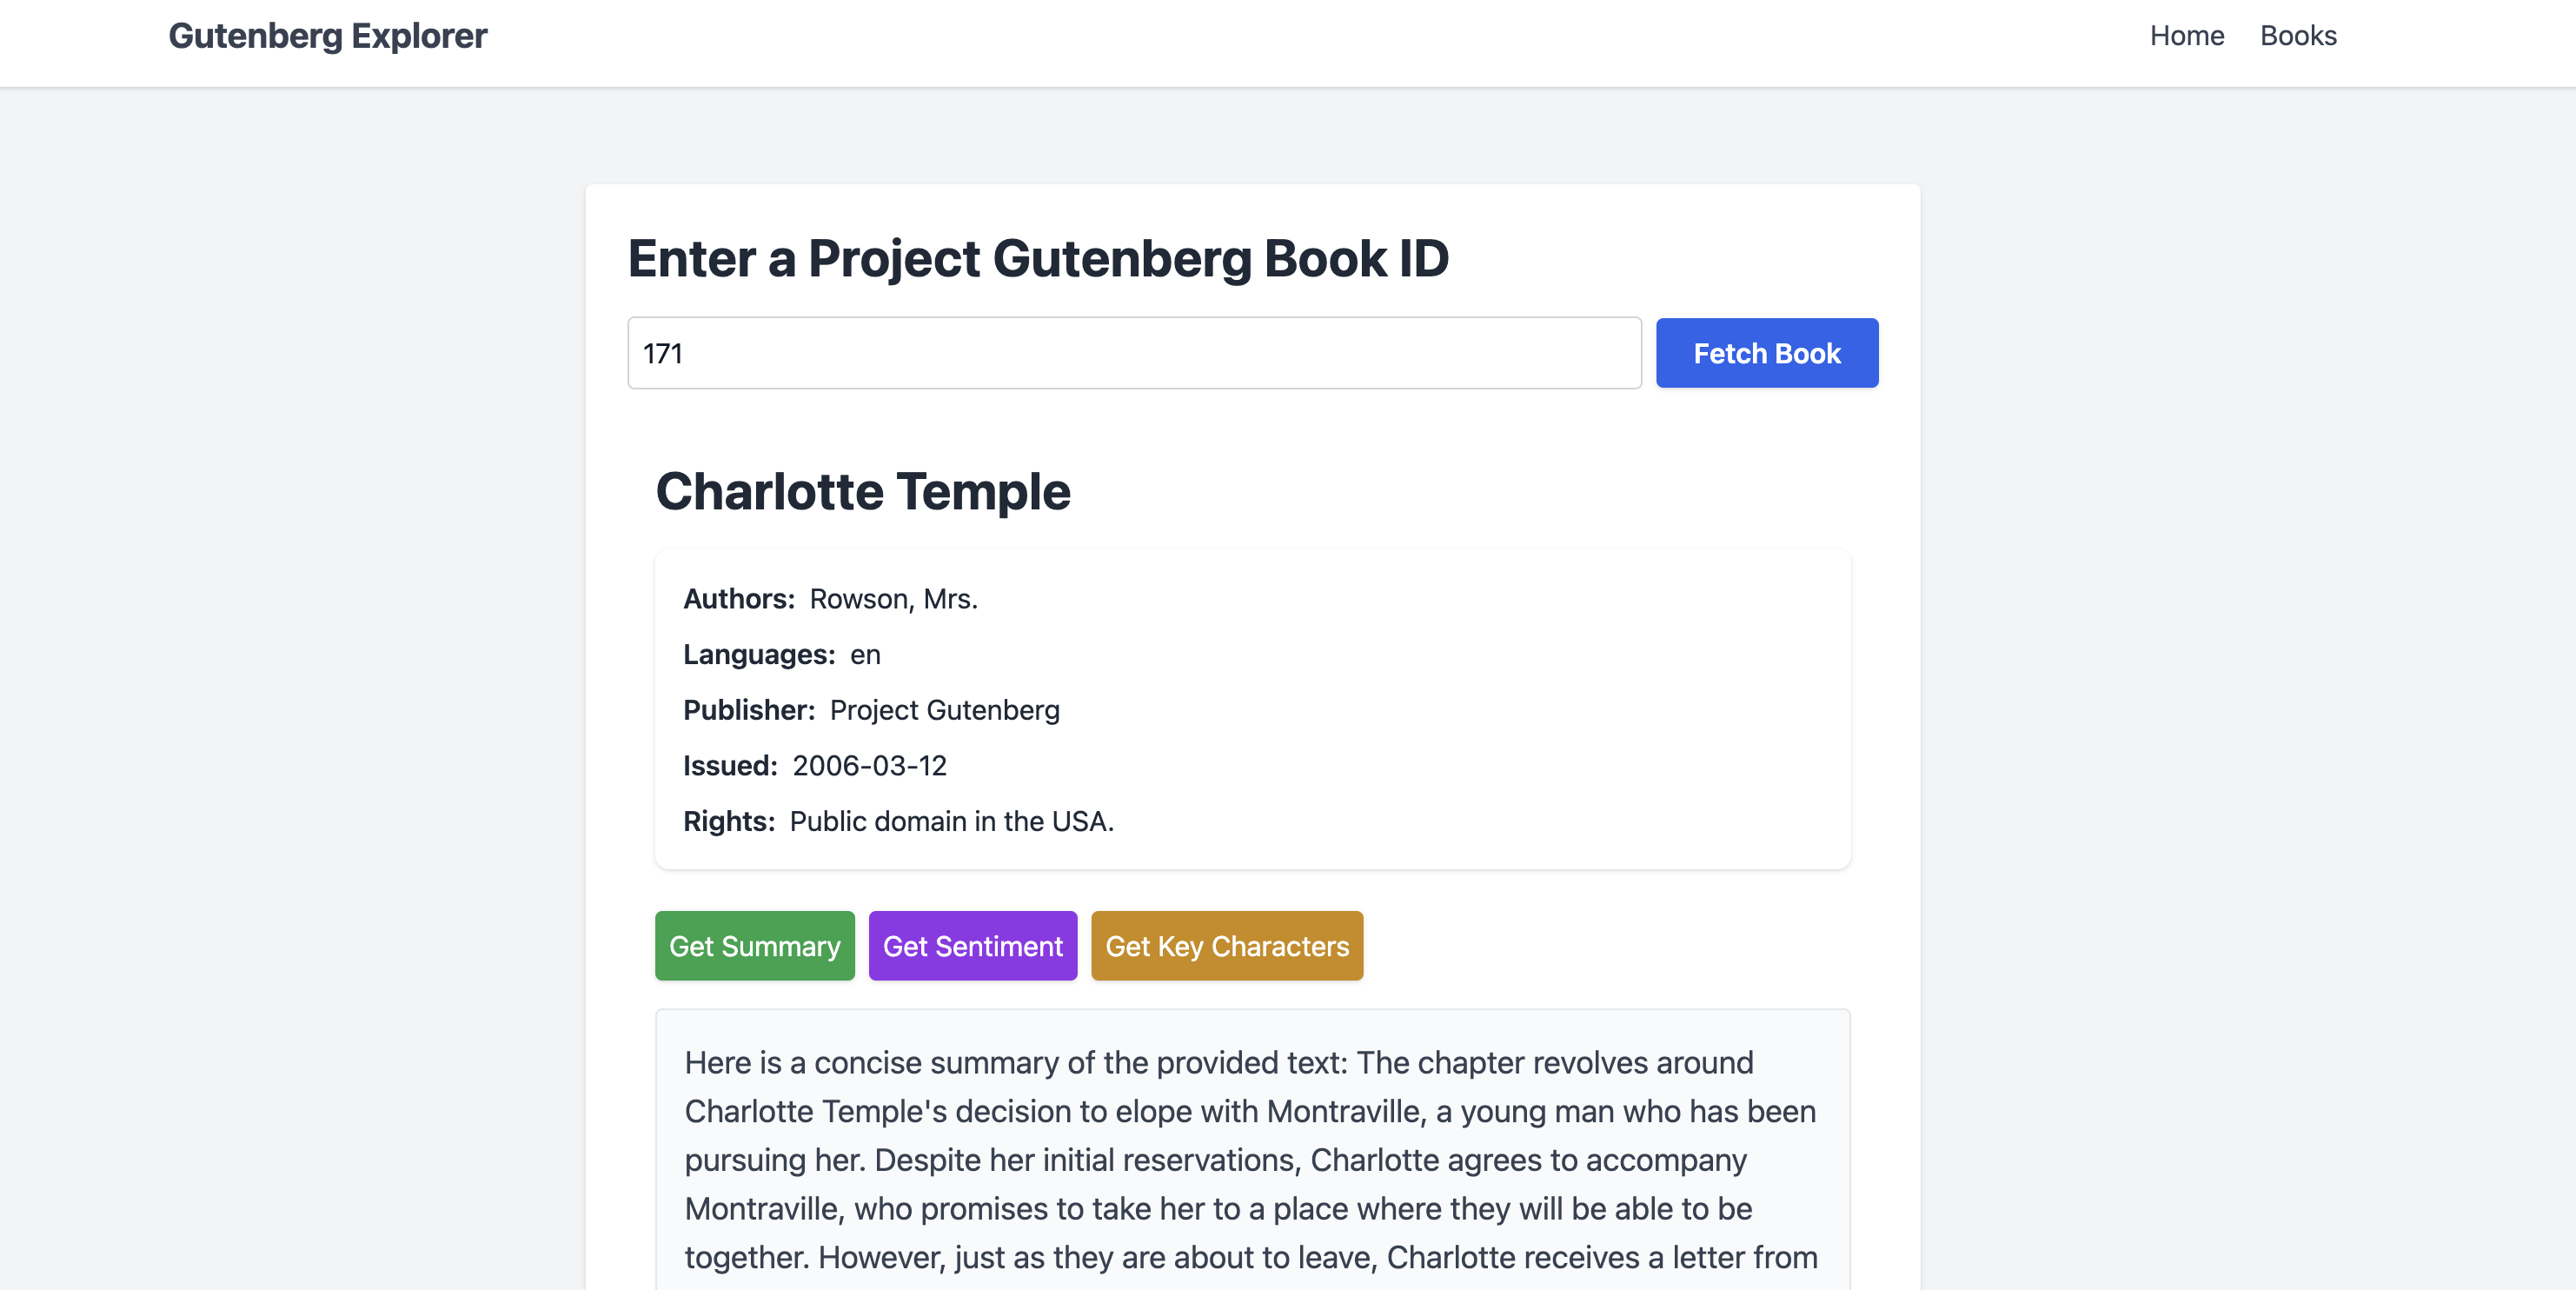 Gutenberg Explorer
Home Books
Enter a Project Gutenberg Book ID
171
Fetch Book
Charlotte Temple
Authors: Rowson, Mrs.
Languages: en
Publisher: Project Gutenberg
Issued: 2006-03-12
Rights: Public domain in the USA.
Get Summary Get Sentiment Get Key Characters
Here is a concise summary of the provided text: The chapter revolves around
Charlotte Temple's decision to elope with Montraville, a young man who has been
pursuing her. Despite her initial reservations, Charlotte agrees to accompany
Montraville, who promises to take her to a place where they will be able to be
together. However, just as they are about to leave, Charlotte receives a letter from